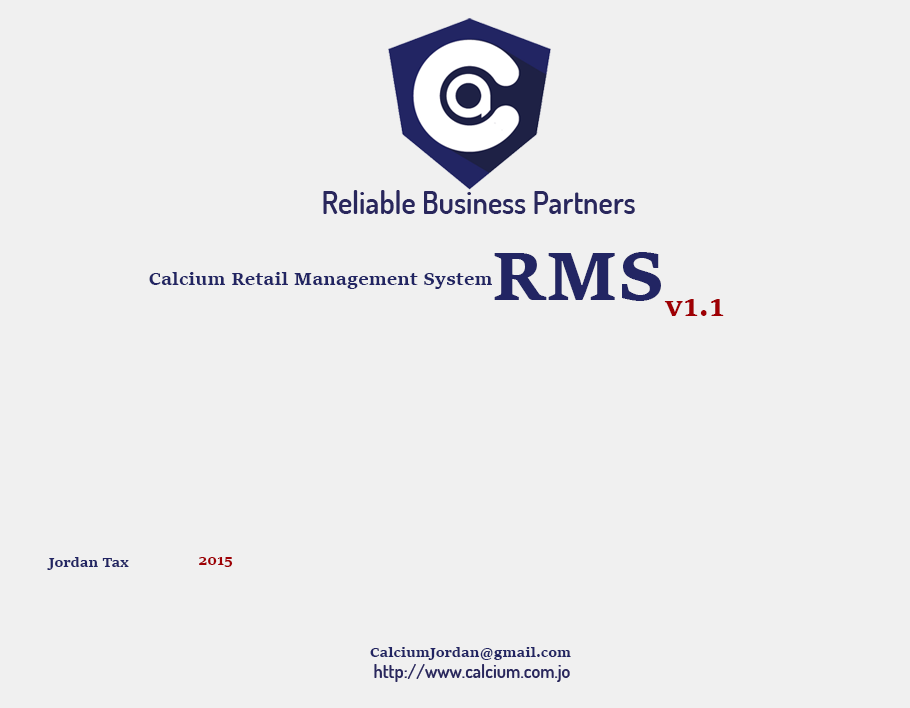 Reliable Business Partners
Calcium Retail Management System RMS v1.1
Jordan Tax 2015
CalciumJordan@gmail.com
http://www.calcium.com.jo